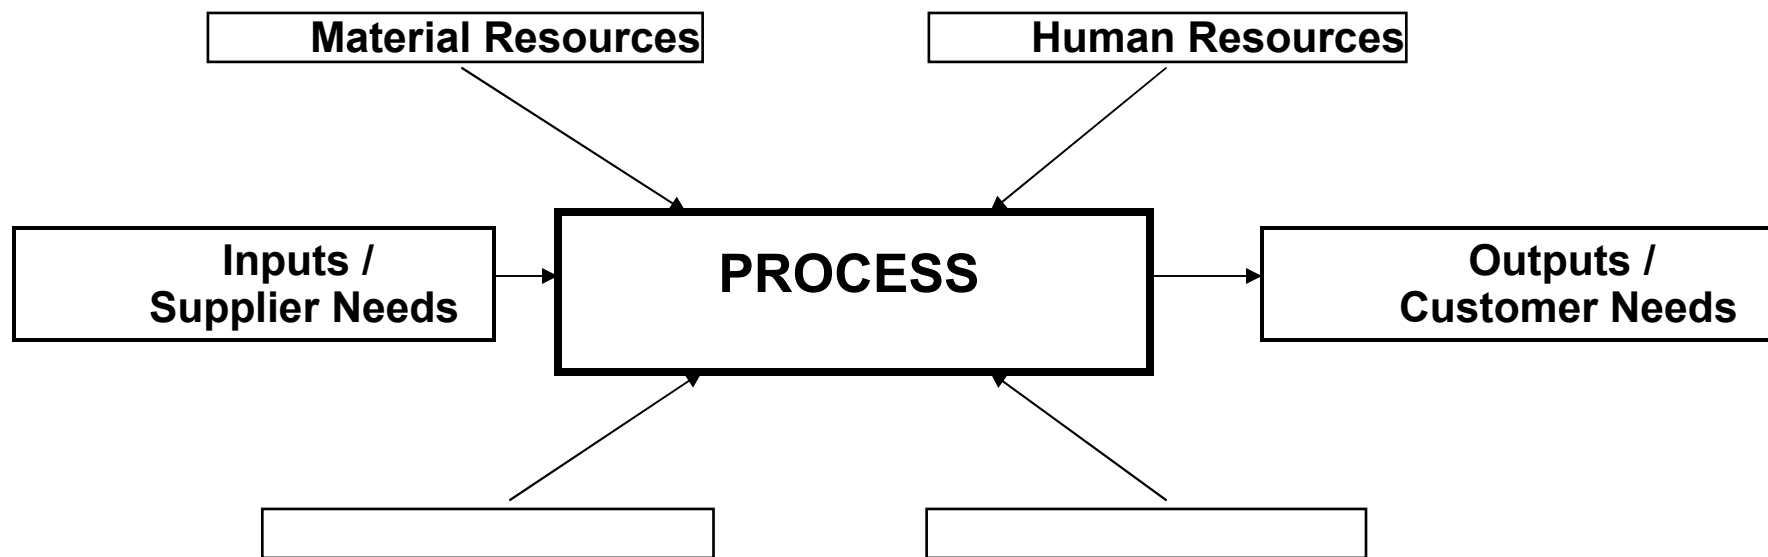 Material Resources
Human Resources
Inputs /
Supplier Needs
PROCESS
Outputs /
Customer Needs